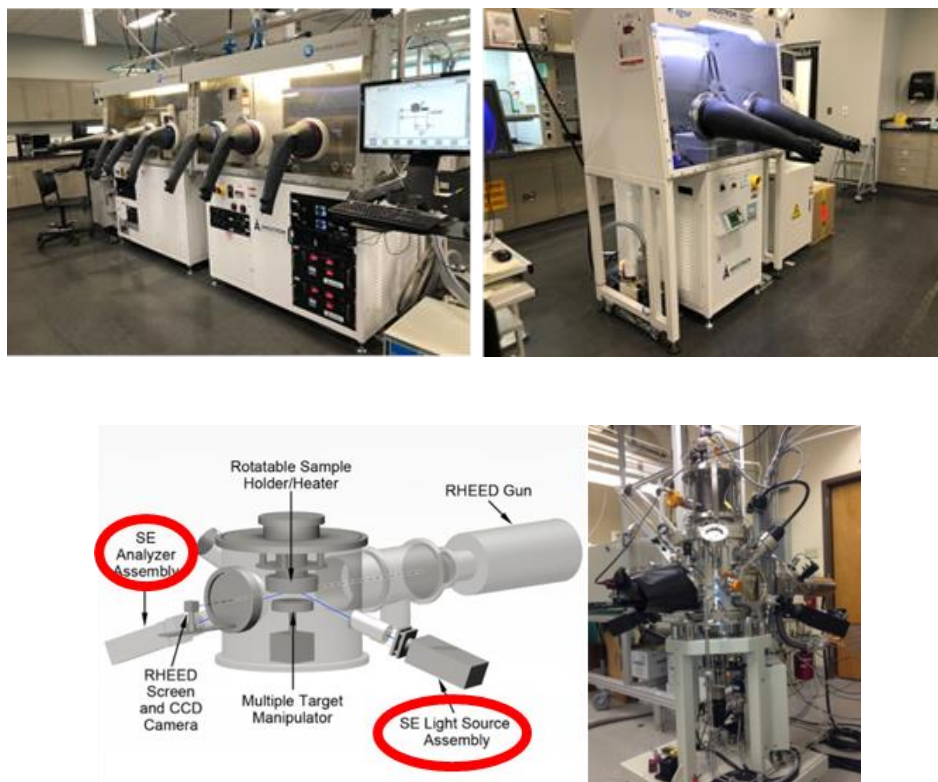 ANGSTROM
Rotatable Sample
Holder/Heater
RHEED Gun
SE
Analyzer
Assembly
RHEED
Screen
and CCD
Camera
Multiple Target
Manipulator
SE Light Source
Assembly